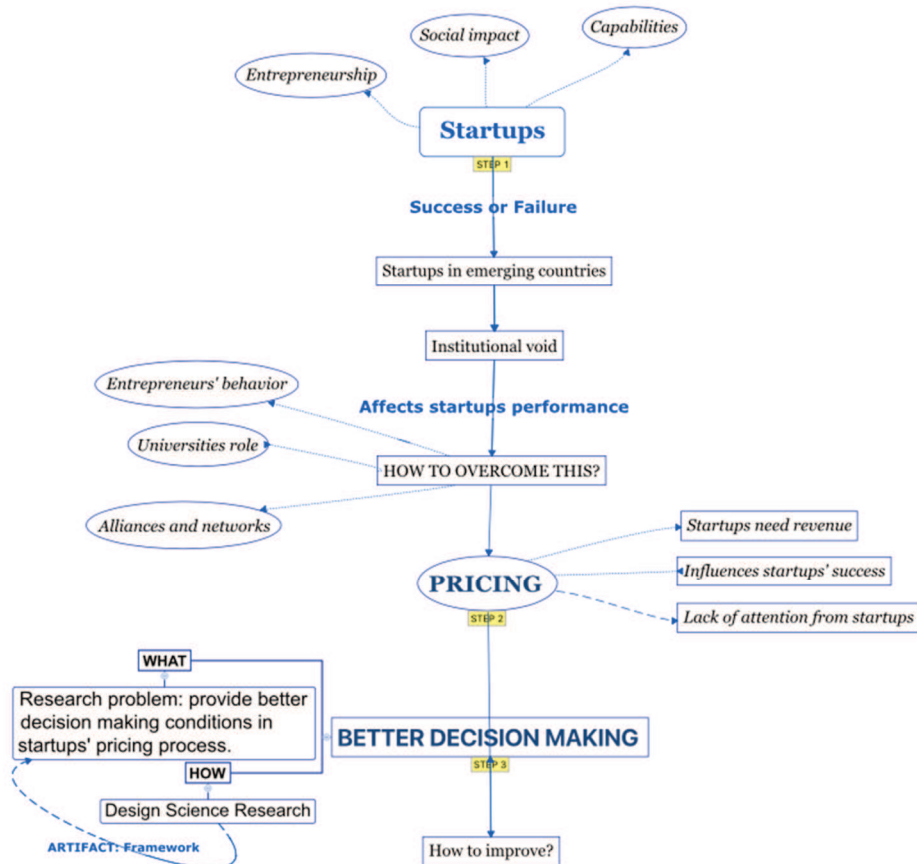 Social impact
Capabilities
Entrepreneurship
Startups
STEP 1
Success or Failure
Startups in emerging countries
Institutional void
Entrepreneurs' behavior
Affects startups performance
Universities role
HOW TO OVERCOME THIS?
Alliances and networks
Startups need revenue
PRICING
Influences startups' success
Lack of attention from startups
STEP 2
WHAT
Research problem: provide better
decision making conditions in
startups' pricing process.
BETTER DECISION MAKING
STEP 3
HOW
Design Science Research
ARTIFACT: Framework
How to improve?